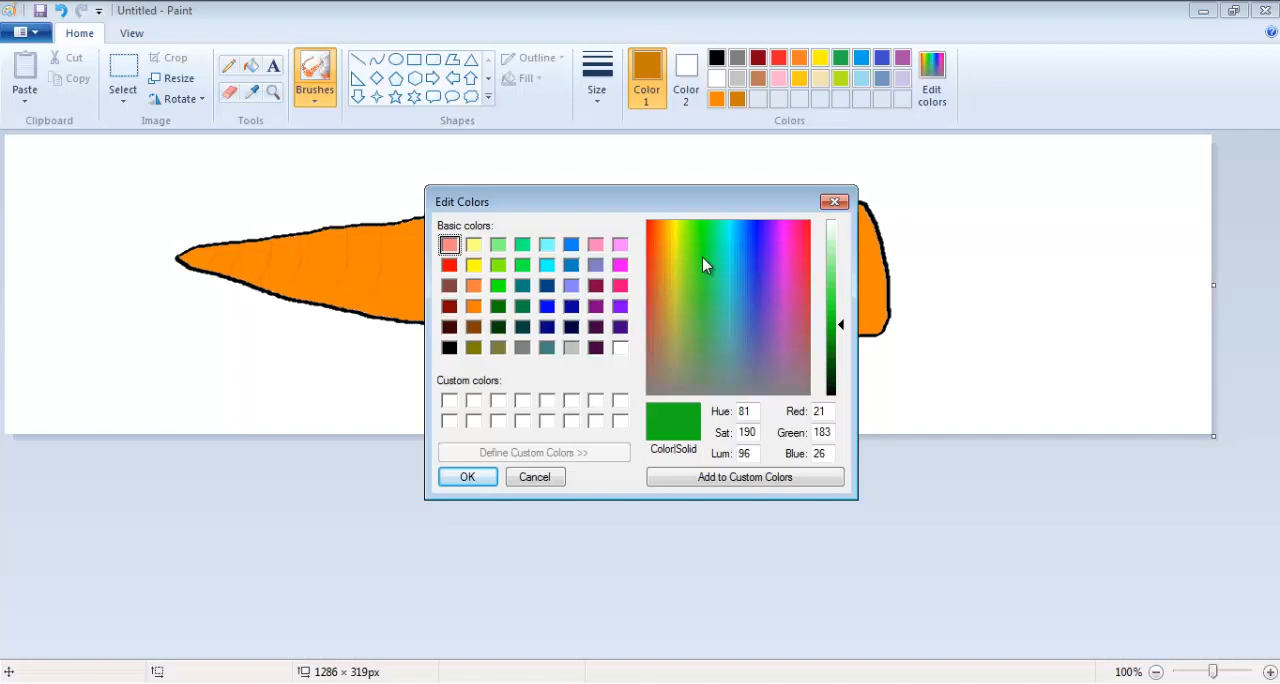 Untitled - Paint
Home View
Paste
Cut
Copy
Clipboard
Select
Crop
Resize
Rotate
Image
A
Tools
Brushes
Outline
Fill
Shapes
Size
Color 1
Color 2
Edit colors
Colors
Edit Colors
Basic colors:
Custom colors:
Define Custom Colors >>
OK Cancel
Color|Solid
Hue: 81 Red: 21
Sat: 190 Green: 183
Lum: 96 Blue: 26
Add to Custom Colors
1286 × 319px
100%